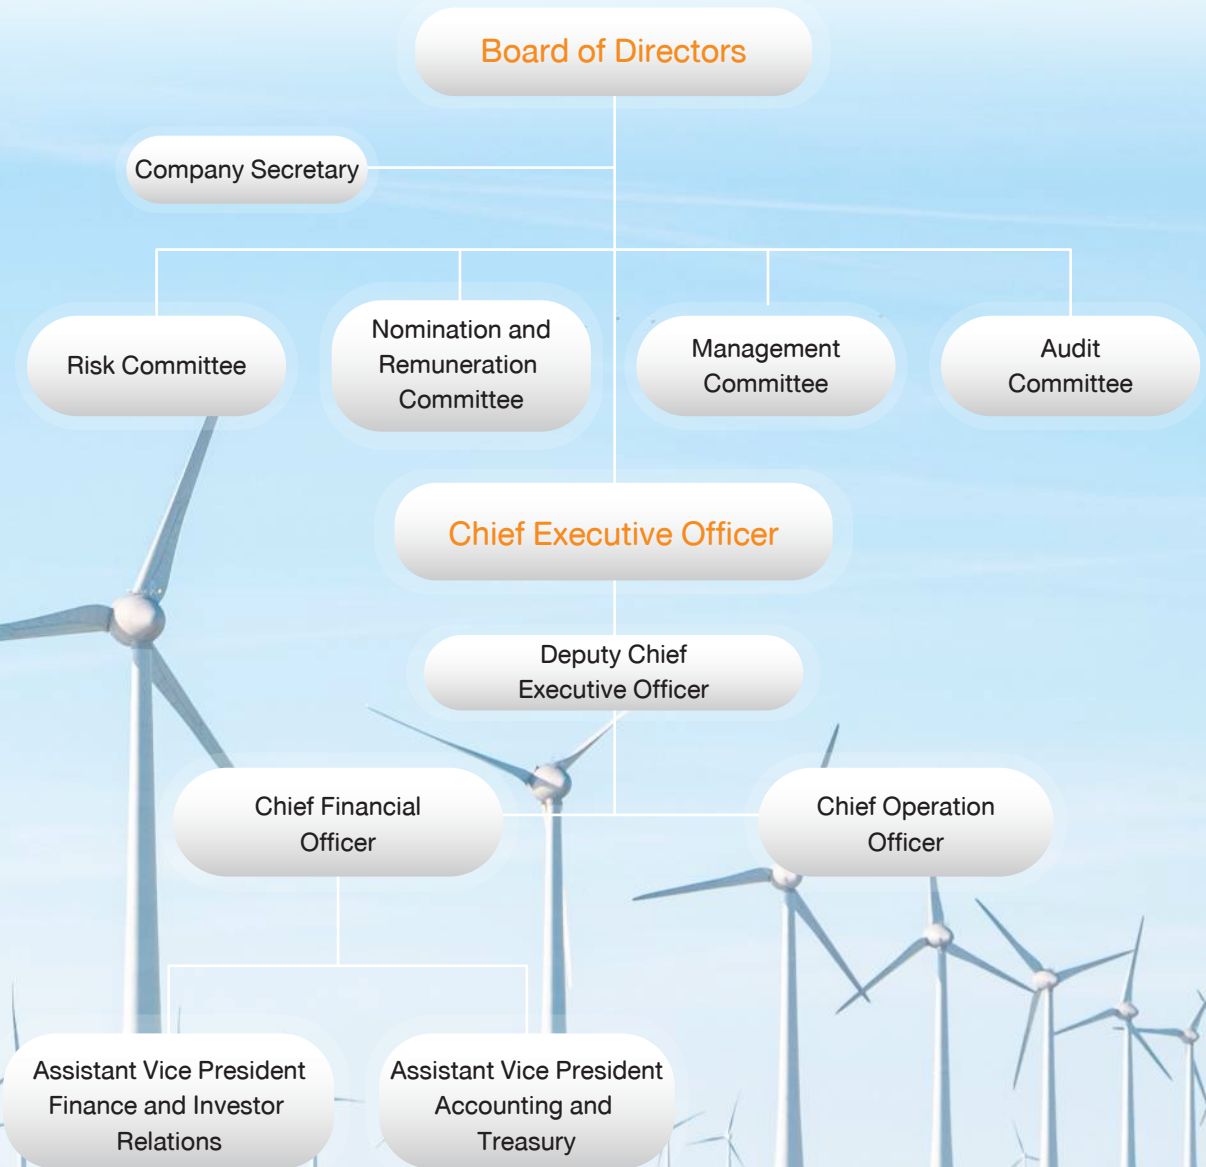 Board of Directors
Company Secretary
Risk Committee
Nomination and
Remuneration
Committee
Management
Committee
Audit
Committee
Chief Executive Officer
Deputy Chief
Executive Officer
Chief Financial
Officer
Chief Operation
Officer
Assistant Vice President
Finance and Investor
Relations
Assistant Vice President
Accounting and
Treasury